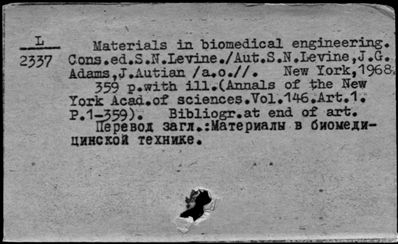 L
2337
Materials in biomedical engineering.
Cons.ed.S.N.Levine./Aut.S.N.Levine,J.G.
Adams,J.Autian /a.o.//. New York,1968.
359 p.with ill.(Annals of the New
York Acad.of sciences.Vol.146.Art.1.
P.1-359). Bibliogr.at end of art.
Перевод загл.:Материалы в биомеди-
цинской технике.